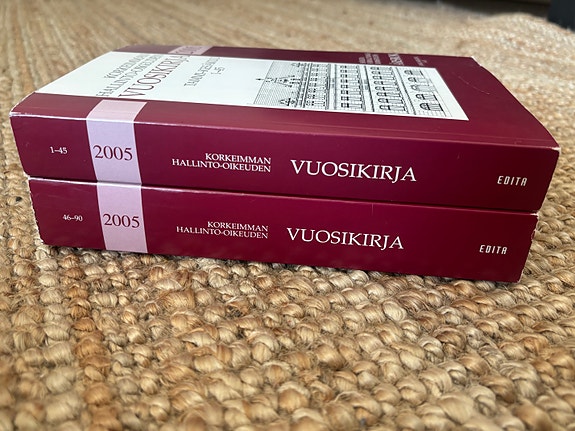 KORKEIMMAN
HALLINTO-OIKEUDEN
VUOSIKIRJA
1–45
2005
KORKEIMMAN
HALLINTO-OIKEUDEN
VUOSIKIRJA
EDITA
46–90
2005
KORKEIMMAN
HALLINTO-OIKEUDEN
VUOSIKIRJA
EDITA